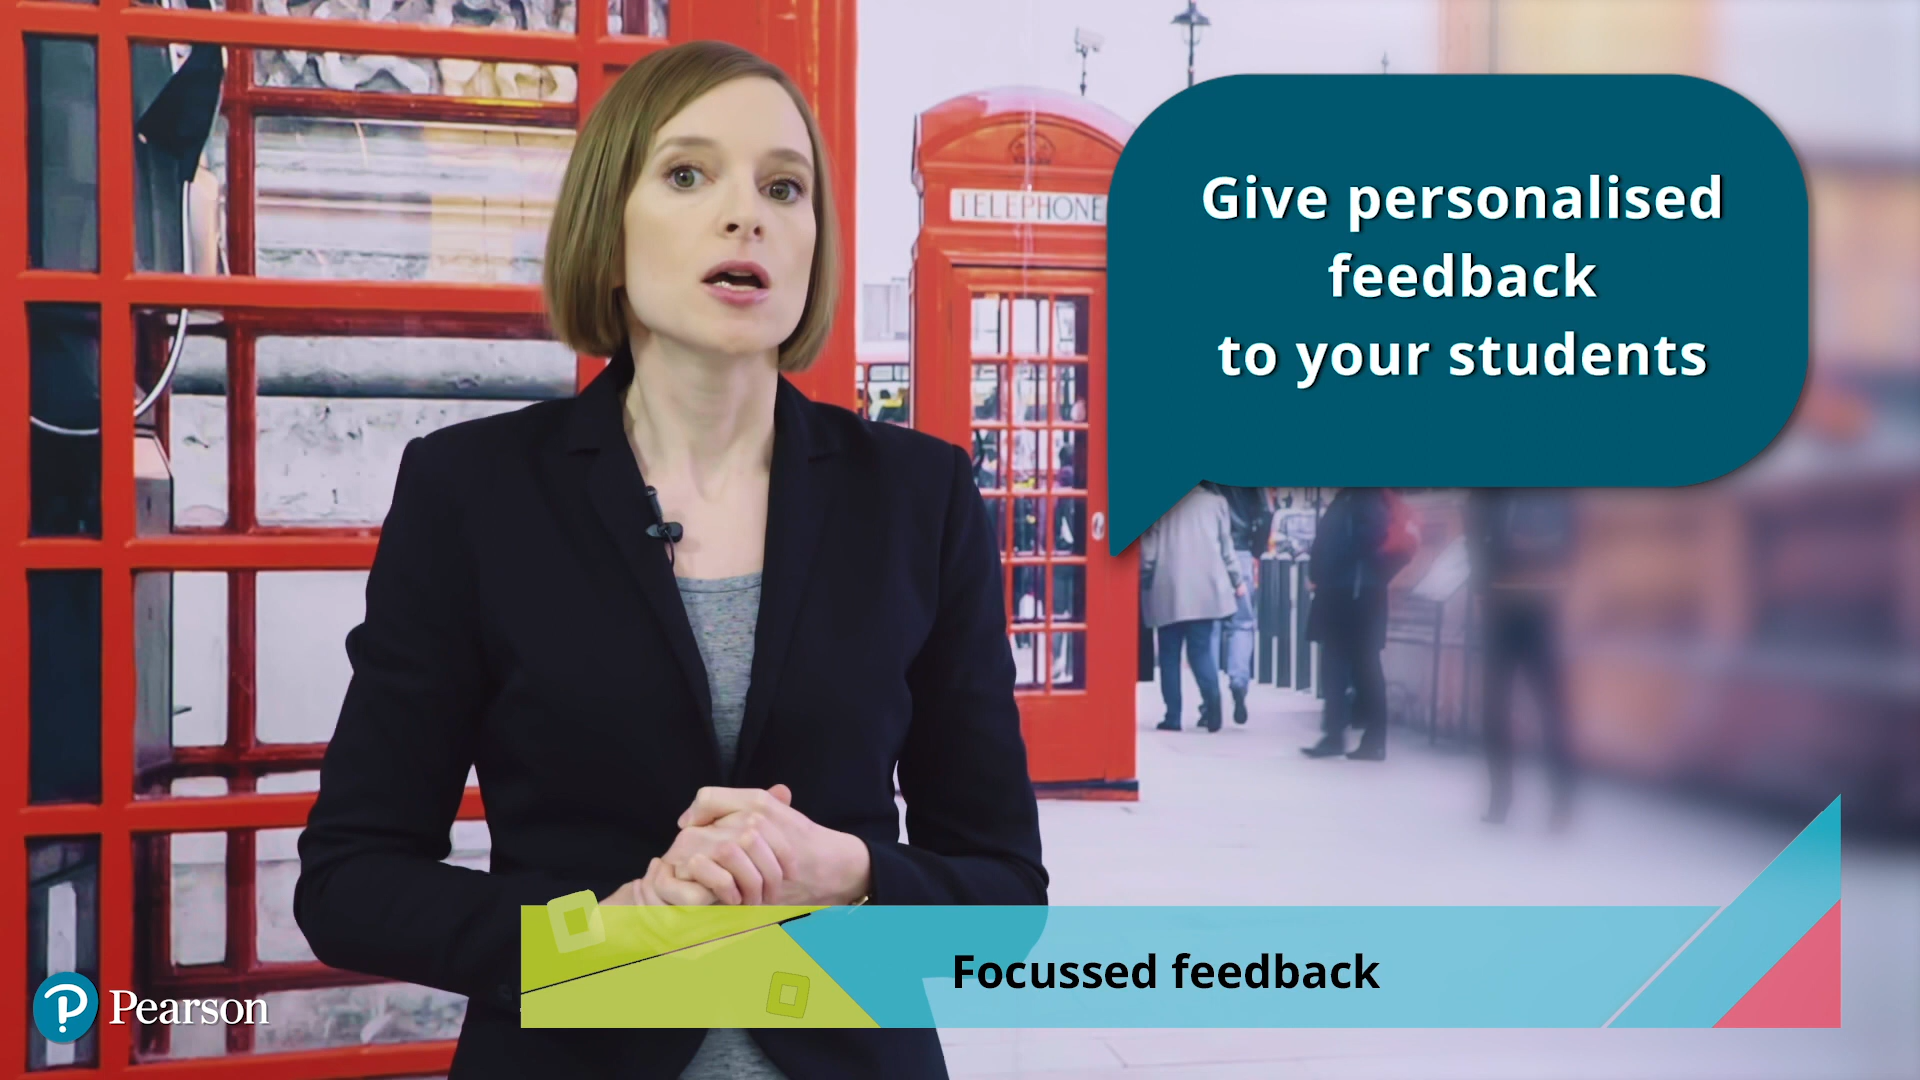 TELEPHONE
Give personalised
feedback
to your students
Focussed feedback
Pearson